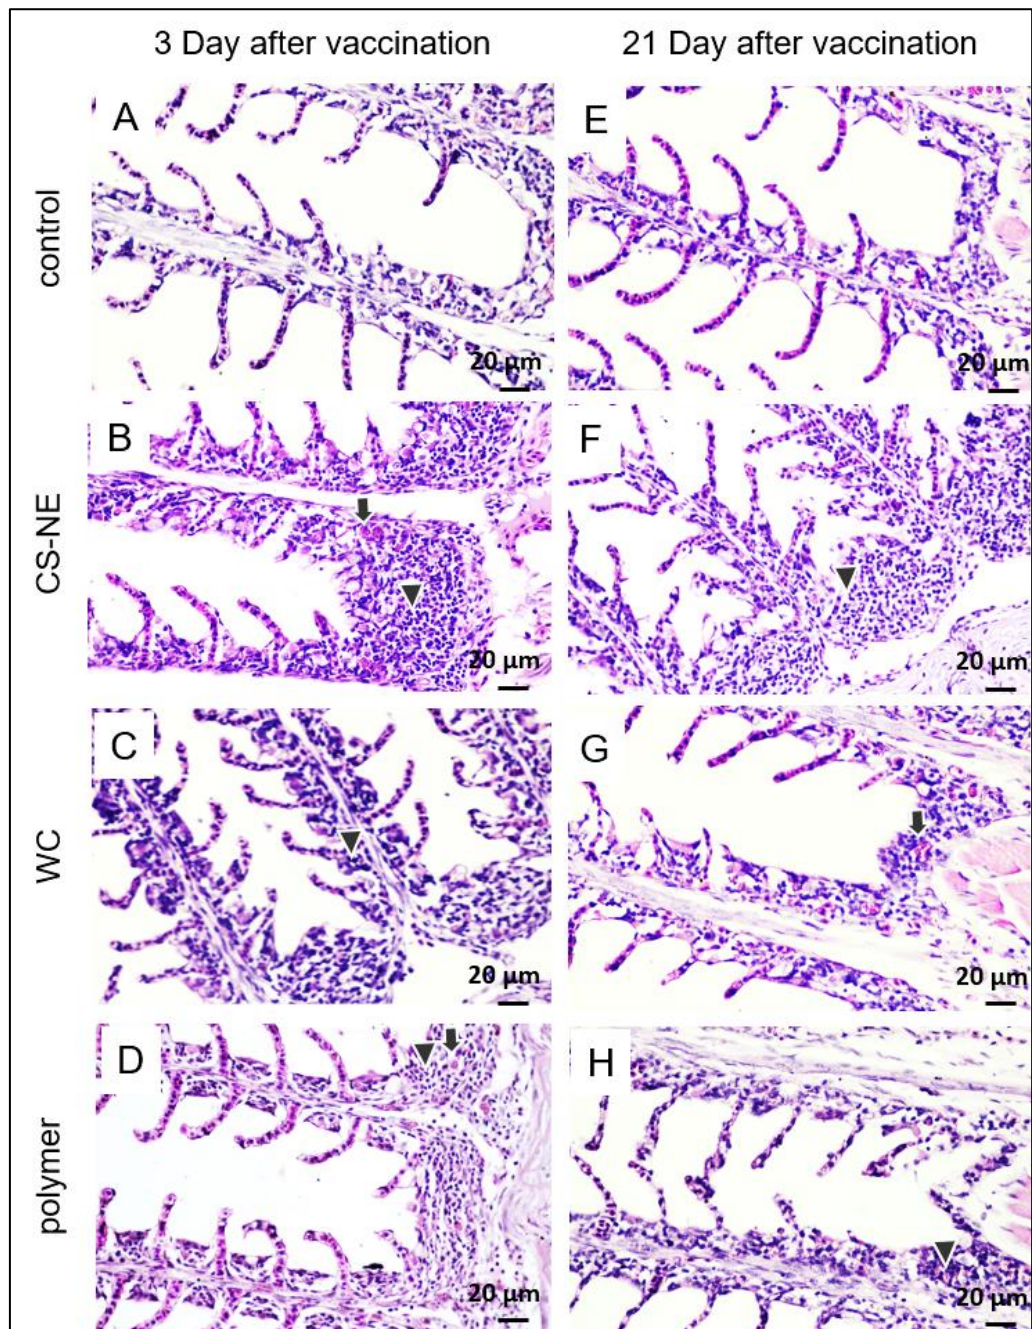 3 Day after vaccination
21 Day after vaccination
control
A
20 µm
E
20 µm
CS-NE
B
20 µm
F
20 µm
WC
C
20 µm
G
20 µm
polymer
D
20 µm
H
20 µm